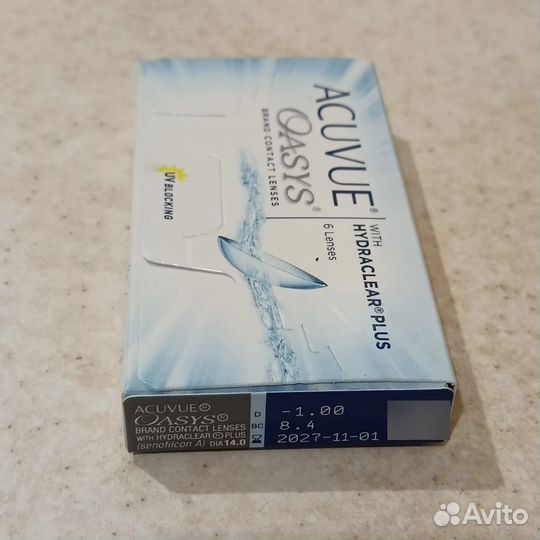 ACUVUE®
OASYS®
BRAND CONTACT LENSES
WITH
HYDRACLEAR® PLUS
6 Lenses
UV BLOCKING
ACUVUE®
OASYS®
BRAND CONTACT LENSES
WITH HYDRACLEAR® PLUS
(senofilcon A) DIA 14.0
D -1.00
BC 8.4
2027-11-01
Avito